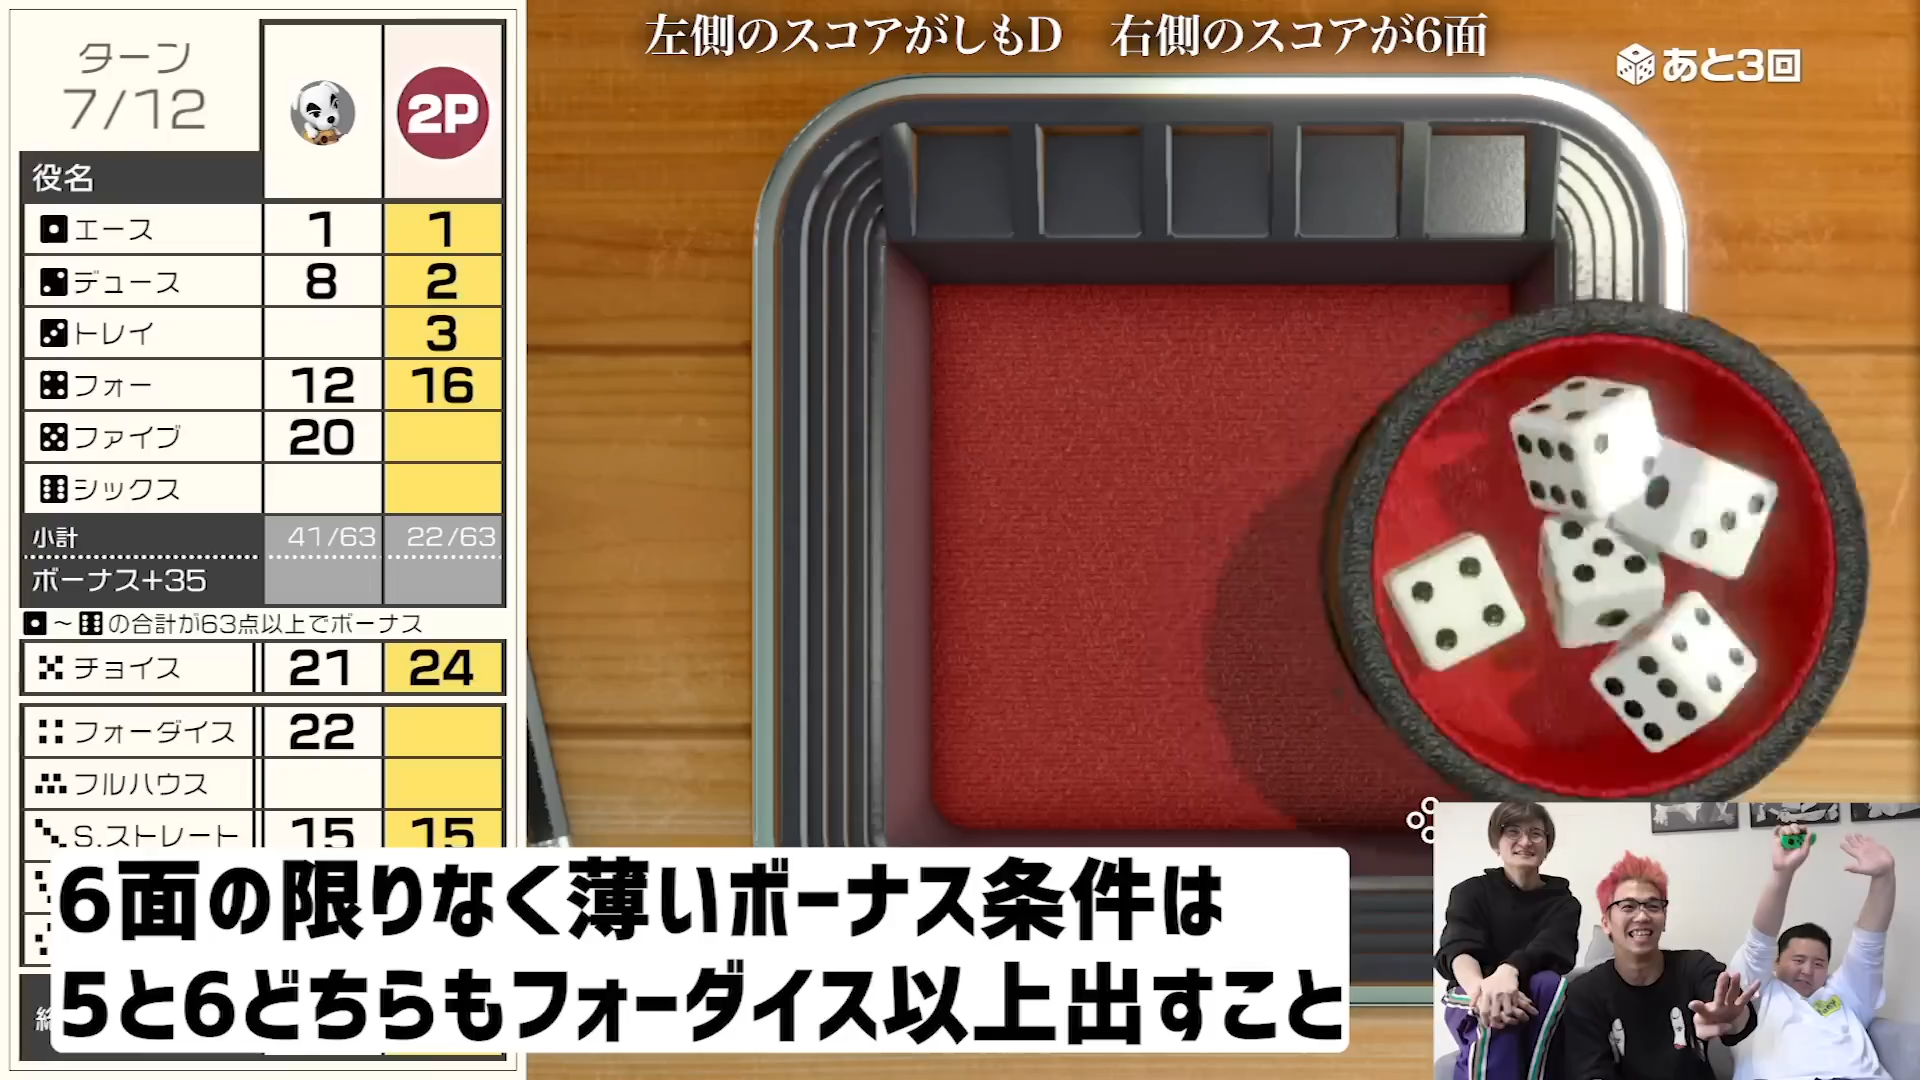 左側のスコアがしもD　右側のスコアが6面
あと3回
ターン
7/12
2P
役名
エース 1 1
デュース 8 2
トレイ 3
フォー 12 16
ファイブ 20
シックス
小計 41/63 22/63
ボーナス+35
~の合計が63点以上でボーナス
チョイス 21 24
フォーダイス 22
フルハウス
S.ストレート 15 15
6面の限りなく薄いボーナス条件は
5と6どちらもフォーダイス以上出すこと